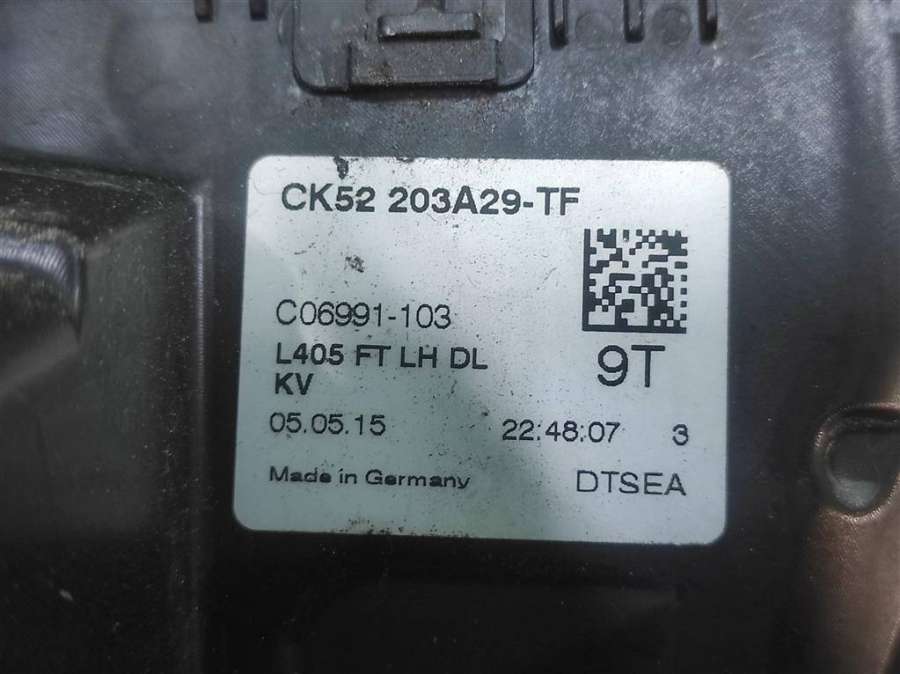 CK52 203A29-TF
C06991-103
L405 FT LH DL
KV
9T
05.05.15 22:48:07 3
Made in Germany DTSEA